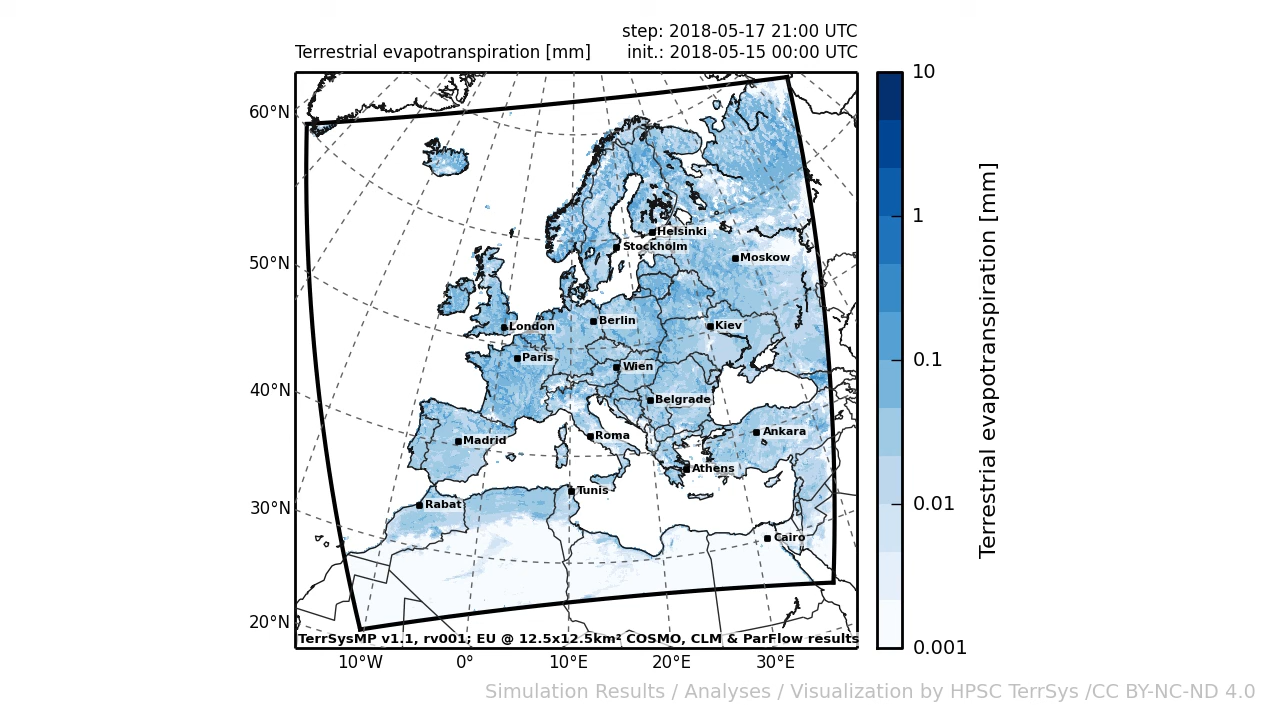 step: 2018-05-17 21:00 UTC
Terrestrial evapotranspiration [mm] init.: 2018-05-15 00:00 UTC
10
60°N
1
Helsinki
Stockholm
Moskow
50°N
London
Berlin
Kiev
Paris
0.1
Wien
40°N
Belgrade
Madrid
Roma
Ankara
Athens
Tunis
Rabat
0.01
30°N
Cairo
Terrestrial evapotranspiration [mm]
20°N
TerrSysMP v1.1, rv001; EU @ 12.5x12.5km² COSMO, CLM & ParFlow results
0.001
10°W 0° 10°E 20°E 30°E
Simulation Results / Analyses / Visualization by HPSC TerrSys /CC BY-NC-ND 4.0